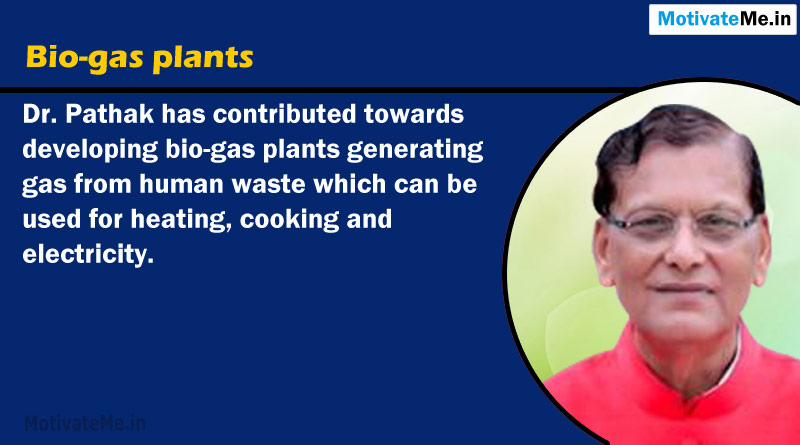 MotivateMe.in
Bio-gas plants
Dr. Pathak has contributed towards
developing bio-gas plants generating
gas from human waste which can be
used for heating, cooking and
electricity.
MotivateMe.in